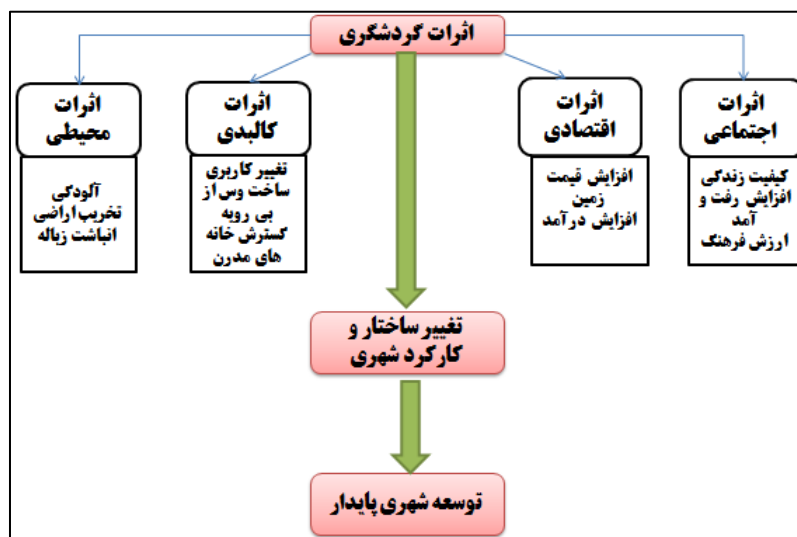 اثرات گردشگری
اثرات
اجتماعی
کیفیت زندگی
افزایش رفت و
آمد
ارزش فرهنگ
اثرات
اقتصادی
افزایش قیمت
زمین
افزایش درآمد
اثرات
کالبدی
تغییر کاربری
ساخت وس از
بی رویه
گسترش خانه
های مدرن
اثرات
محیطی
آلودگی
تخریب اراضی
انباشت زباله
تغییر ساختار و
کارکرد شهری
توسعه شهری پایدار